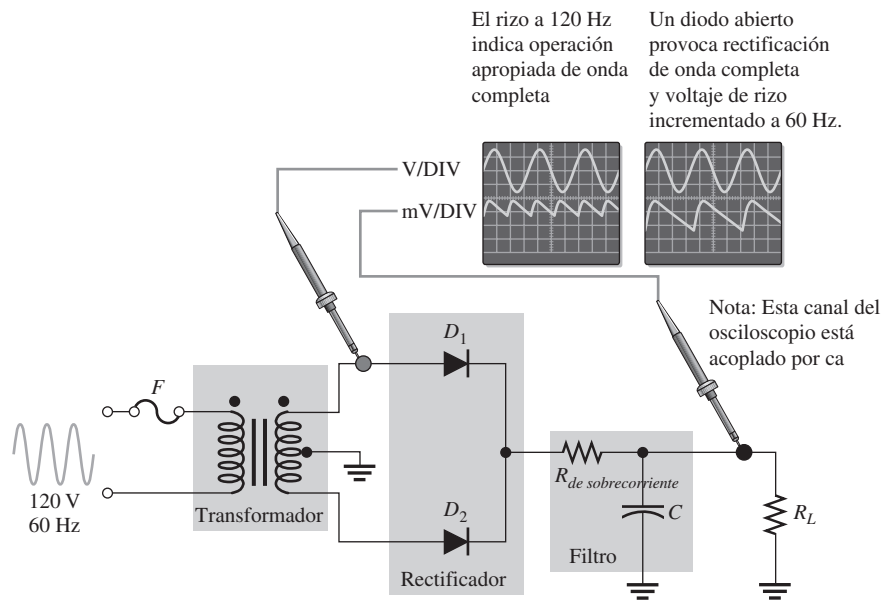 El rizo a 120 Hz
indica operación
apropiada de onda
completa
Un diodo abierto
provoca rectificación
de onda completa
y voltaje de rizo
incrementado a 60 Hz.
V/DIV
mV/DIV
Nota: Esta canal del
osciloscopio está
acoplado por ca
D1
F
120 V
60 Hz
Transformador
R de sobrecorriente
C
RL
D2
Filtro
Rectificador